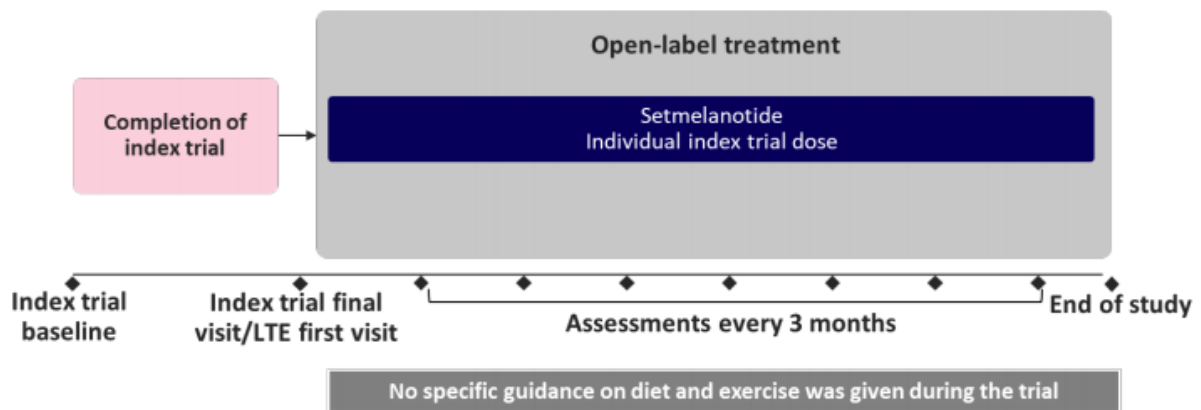 Open-label treatment
Completion of
index trial
Setmelanotide
Individual index trial dose
Index trial
baseline
Index trial final
visit/LTE first visit
Assessments every 3 months
End of study
No specific guidance on diet and exercise was given during the trial